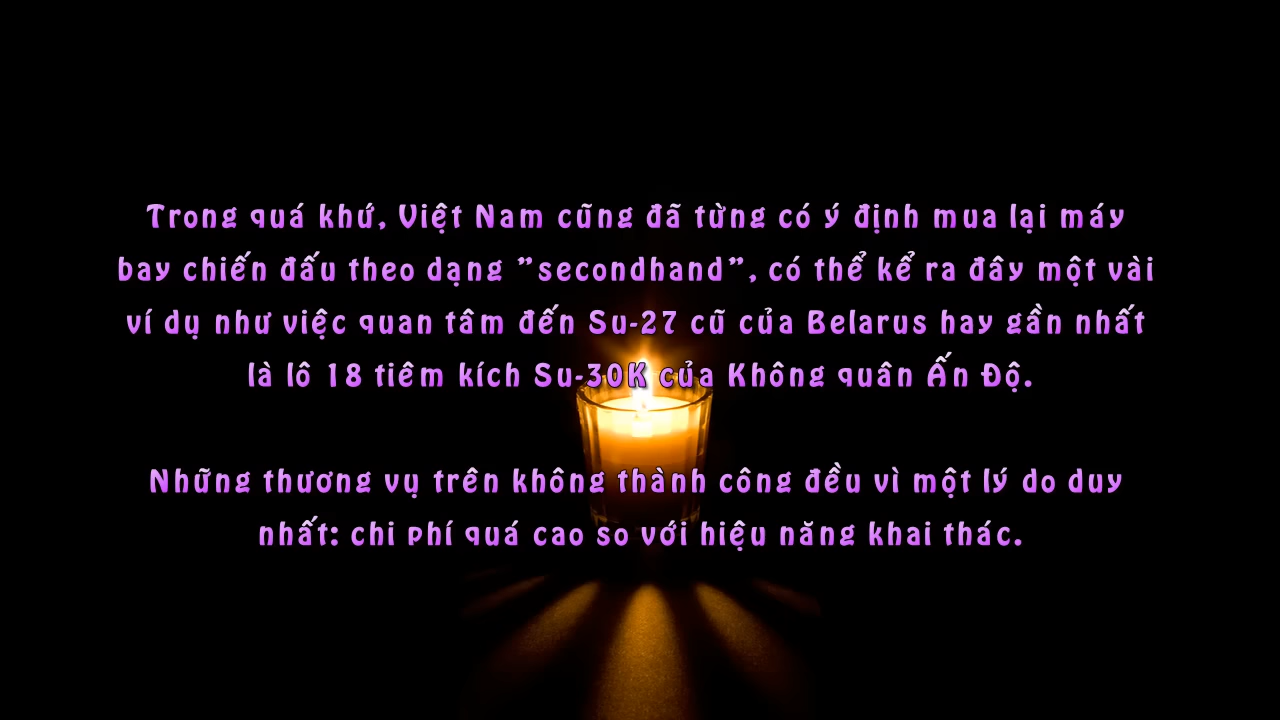 Trong quá khứ, Việt Nam cũng đã từng có ý định mua lại máy
bay chiến đấu theo dạng "secondhand", có thể kể ra đây một vài
ví dụ như việc quan tâm đến Su-27 cũ của Belarus hay gần nhất
là lô 18 tiêm kích Su-30K của Không quân Ấn Độ.
Những thương vụ trên không thành công đều vì một lý do duy
nhất: chi phí quá cao so với hiệu năng khai thác.